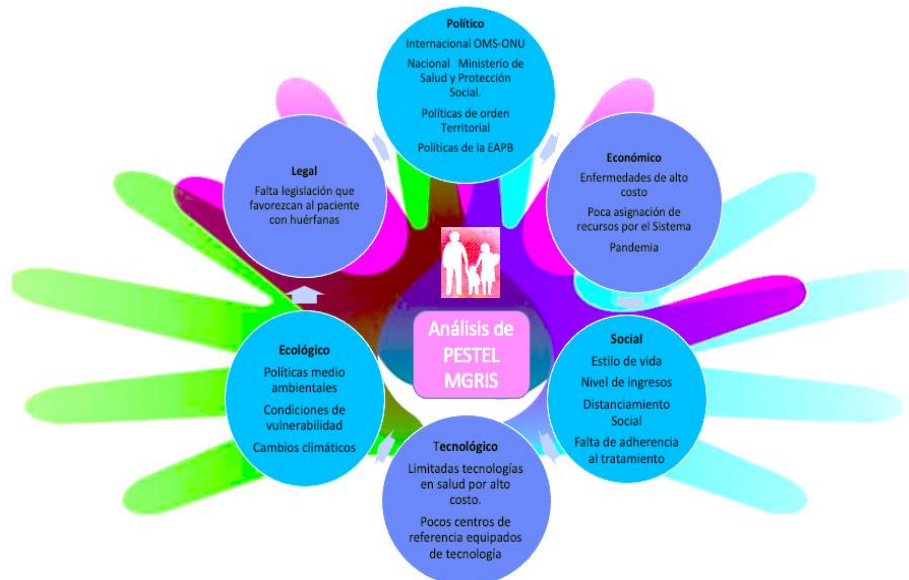 Político
Internacional OMS-ONU
Nacional Ministerio de
Salud y Protección
Social.
Políticas de orden
Territorial
Políticas de la EAPB
Económico
Enfermedades de alto
costo
Poca asignación de
recursos por el Sistema
Pandemia
Social
Estilo de vida
Nivel de ingresos
Distanciamiento
Social
Falta de adherencia
al tratamiento
Tecnológico
Limitadas tecnologías
en salud por alto
costo.
Pocos centros de
referencia equipados
de tecnología
Ecológico
Políticas medio
ambientales
Condiciones de
vulnerabilidad
Cambios climáticos
Legal
Falta legislación que
favorezcan al paciente
con huérfanas
Análisis de
PESTEL
MGRIS